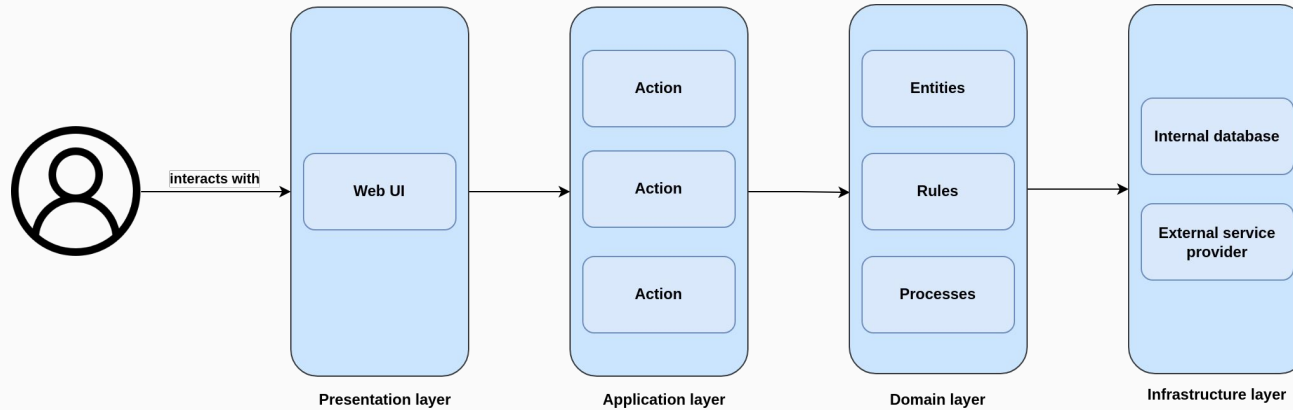 interacts with
Web UI
Presentation layer
Action
Action
Action
Application layer
Entities
Rules
Processes
Domain layer
Internal database
External service
provider
Infrastructure layer